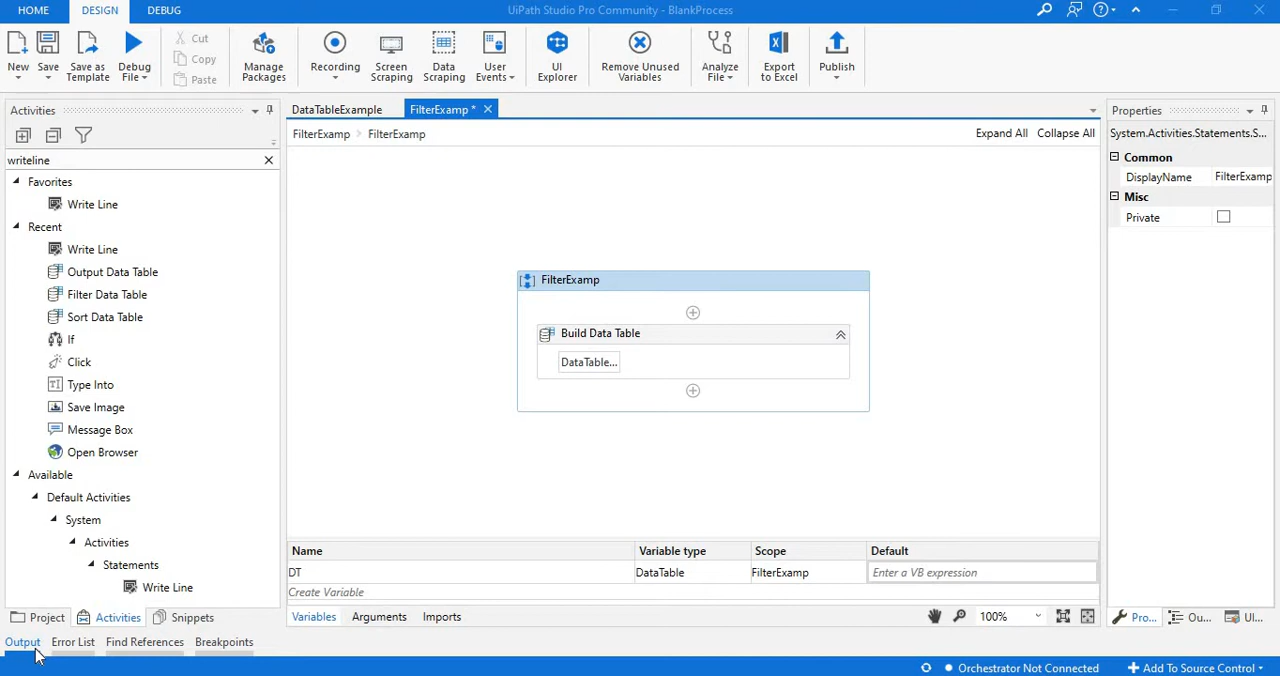 HOME DESIGN DEBUG UiPath Studio Pro Community - BlankProcess
New Save Save as Template Debug File Cut Copy Paste Manage Packages Recording Screen Scraping Data Scraping User Events UI Explorer Remove Unused Variables Analyze File Export to Excel Publish
Activities
writeline
Favorites
Write Line
Recent
Write Line
Output Data Table
Filter Data Table
Sort Data Table
If
Click
Type Into
Save Image
Message Box
Open Browser
Available
Default Activities
System
Activities
Statements
Write Line
Project Activities Snippets
DataTableExample FilterExamp *
FilterExamp > FilterExamp Expand All Collapse All
FilterExamp
Build Data Table
DataTable...
Name Variable type Scope Default
DT DataTable FilterExamp Enter a VB expression
Create Variable
Variables Arguments Imports 100%
Properties
System.Activities.Statements.S...
Common
DisplayName FilterExamp
Misc
Private
Pro... Ou... UI...
Output Error List Find References Breakpoints
Orchestrator Not Connected Add To Source Control